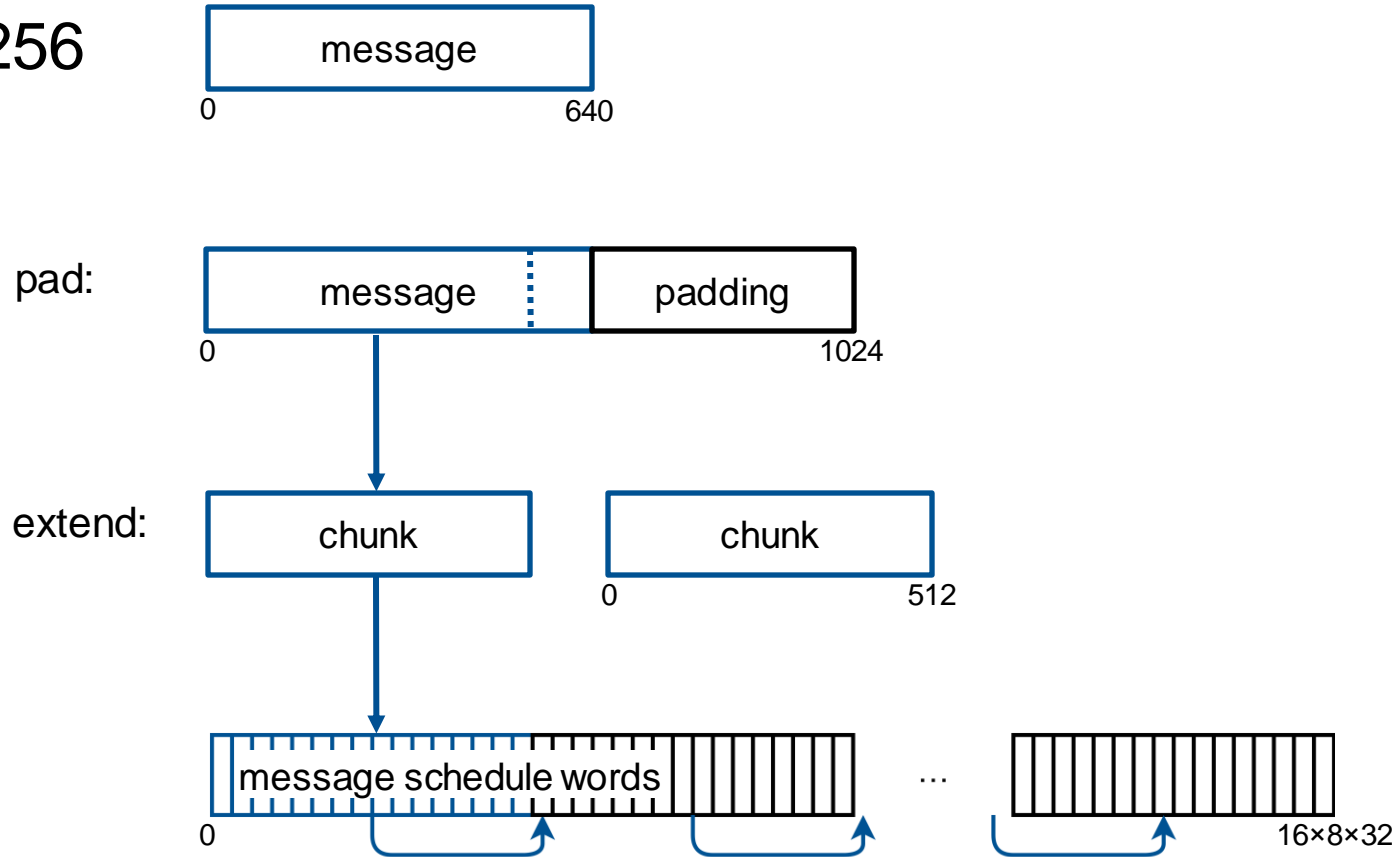 256
message
0 640
pad:
message padding
0 1024
extend:
chunk chunk
0 512
message schedule words
...
0 16×8×32